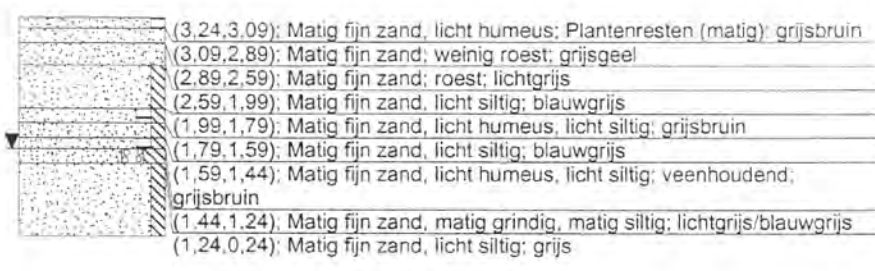 (3,24,3,09); Matig fijn zand, licht humeus; Plantenresten (matig); grijsbruin
(3,09,2,89); Matig fijn zand; weinig roest; grijsgeel
(2,89,2,59); Matig fijn zand; roest; lichtgrijs
(2,59,1,99); Matig fijn zand, licht siltig; blauwgrijs
(1,99,1,79); Matig fijn zand, licht humeus, licht siltig; grijsbruin
(1,79,1,59); Matig fijn zand, licht siltig; blauwgrijs
(1,59,1,44); Matig fijn zand, licht humeus, licht siltig; veenhoudend;
grijsbruin
(1,44,1,24); Matig fijn zand, matig grindig, matig siltig; lichtgrijs/blauwgrijs
(1,24,0,24); Matig fijn zand, licht siltig; grijs